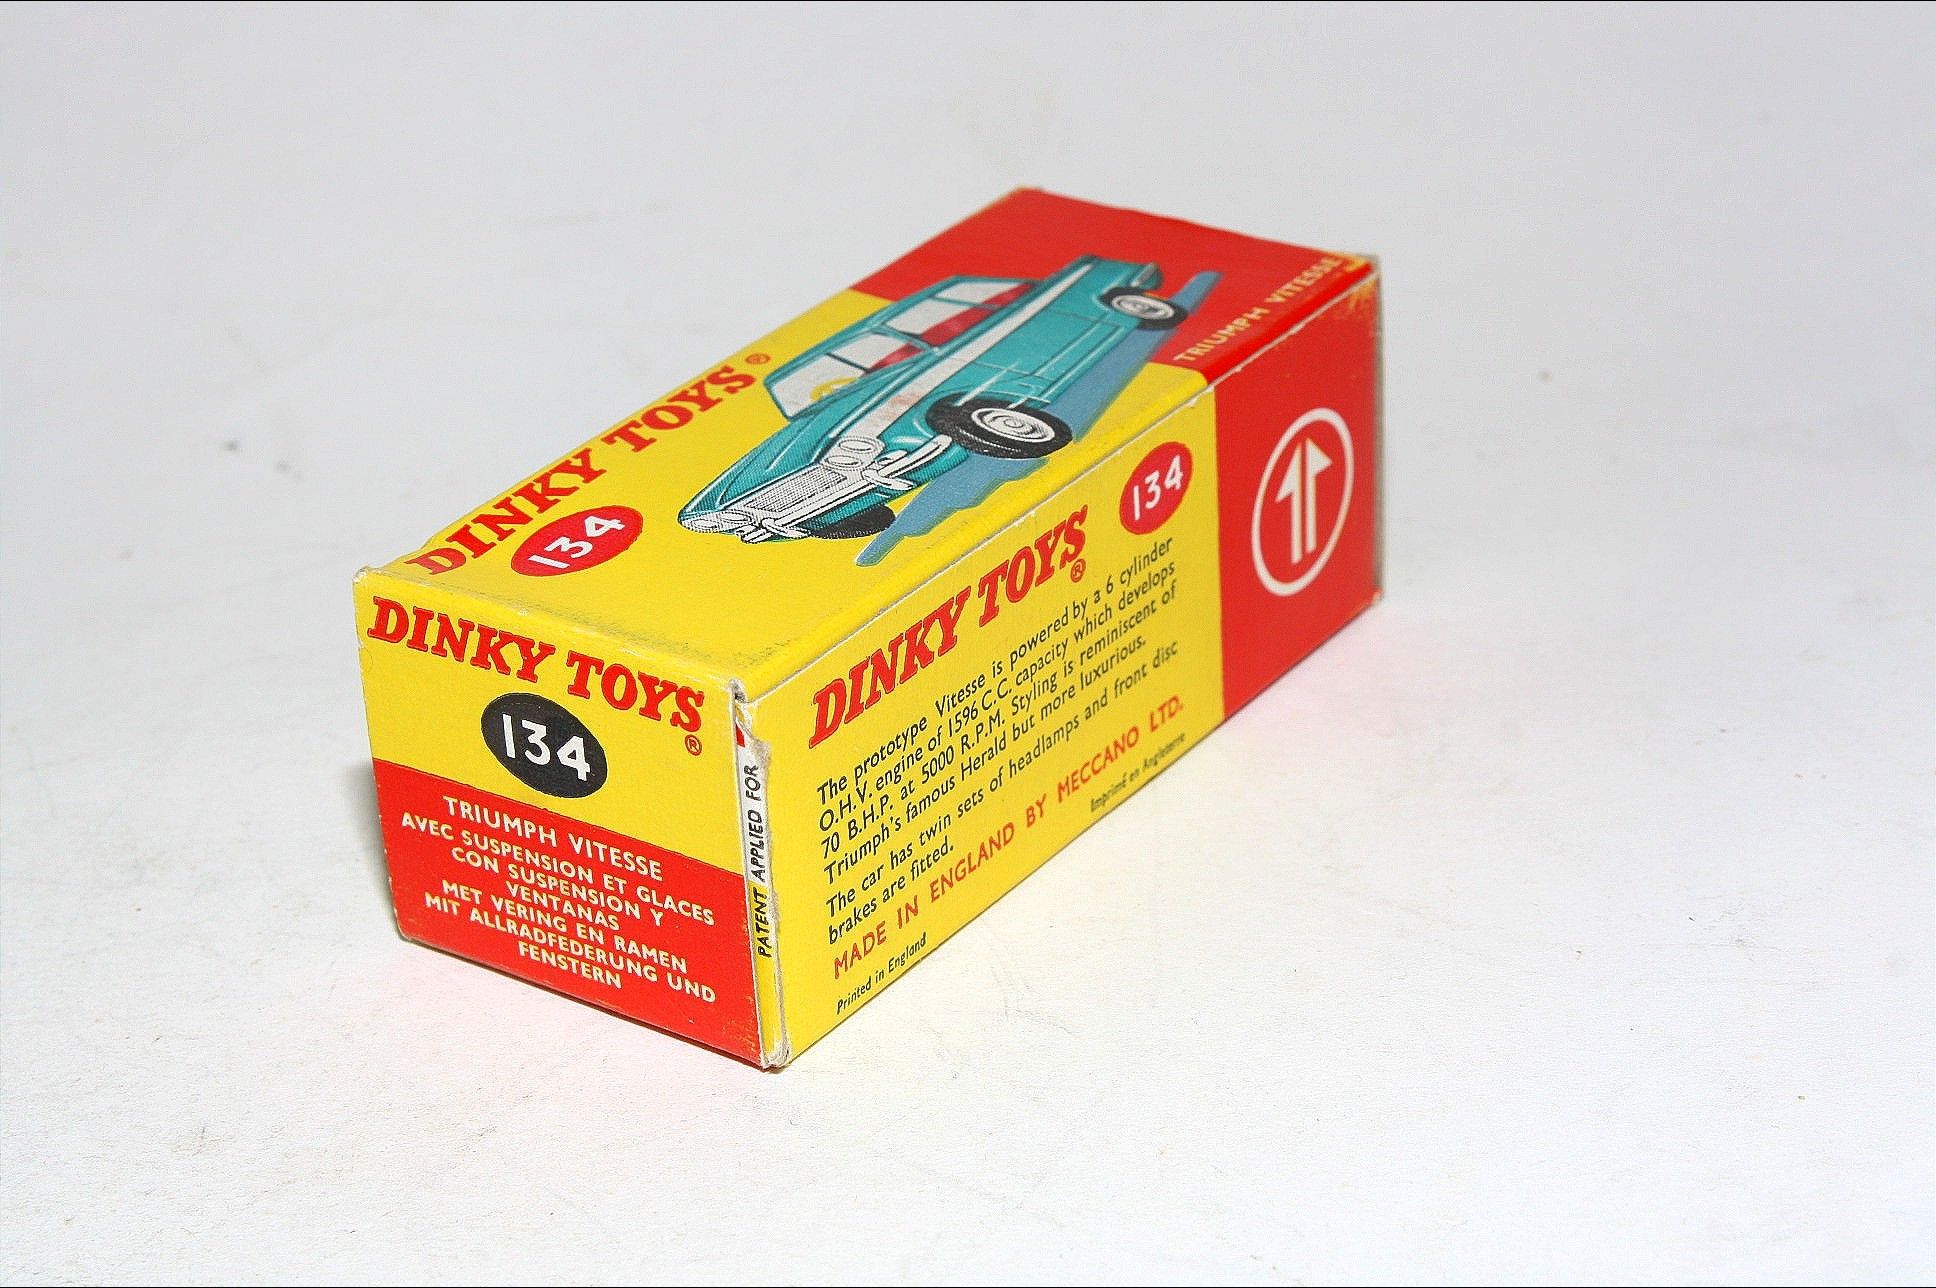 DINKY TOYS®
134
TRIUMPH VITESSE
DINKY TOYS
®
134
TRIUMPH VITESSE
AVEC SUSPENSION ET GLACES
CON SUSPENSION Y
VENTANAS
MET VERING EN RAMEN
MIT ALLRADFEDERUNG UND
FENSTERN
PATENT APPLIED FOR
DINKY TOYS
®
134
The prototype Vitesse is powered by a 6 cylinder
O.H.V. engine of 1596 C.C. capacity which develops
70 B.H.P. at 5000 R.P.M. Styling is reminiscent of
Triumph's famous Herald but more luxurious.
The car has twin sets of headlamps and front disc
brakes are fitted.
MADE IN ENGLAND BY MECCANO LTD.
Printed in England
Imprimé en Angleterre